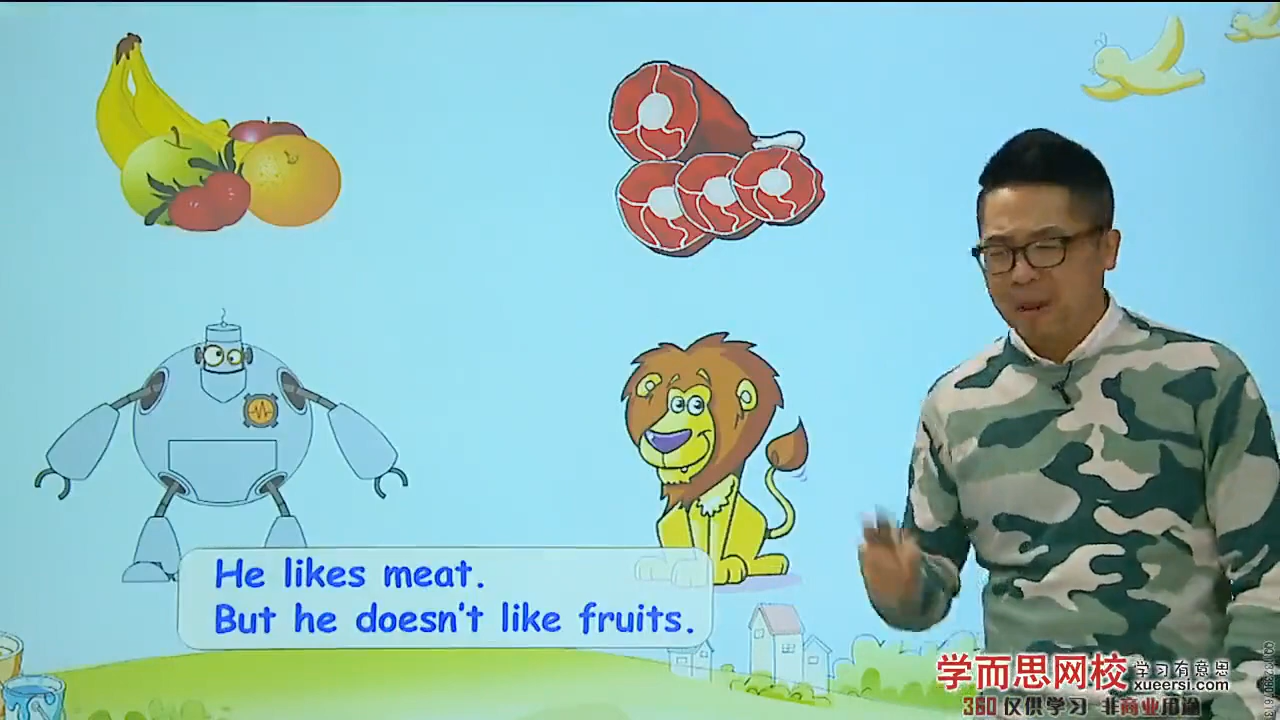 He likes meat.
But he doesn't like fruits.
学而思网校
学习有意思
xueersi.com
360 仅供学习 非商业用途